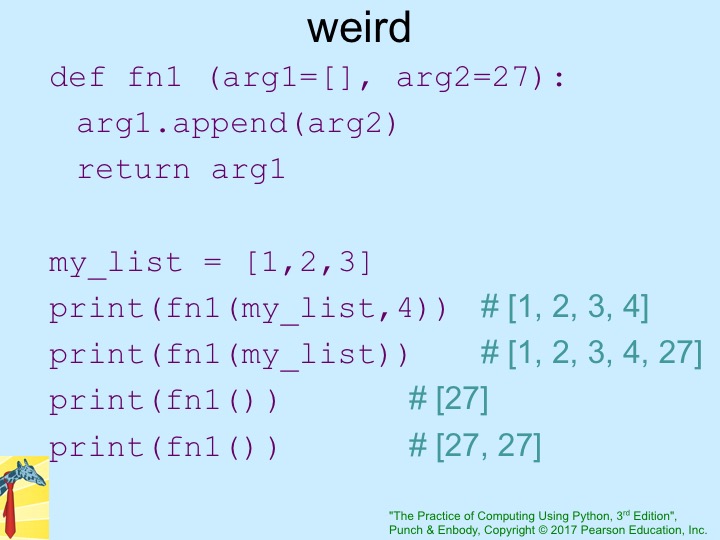 weird
def fn1 (arg1=[], arg2=27):
arg1.append(arg2)
return arg1
my_list = [1,2,3]
print(fn1(my_list,4)) # [1, 2, 3, 4]
print(fn1(my_list)) # [1, 2, 3, 4, 27]
print(fn1()) # [27]
print(fn1()) # [27, 27]
"The Practice of Computing Using Python, 3rd Edition",
Punch & Enbody, Copyright © 2017 Pearson Education, Inc.